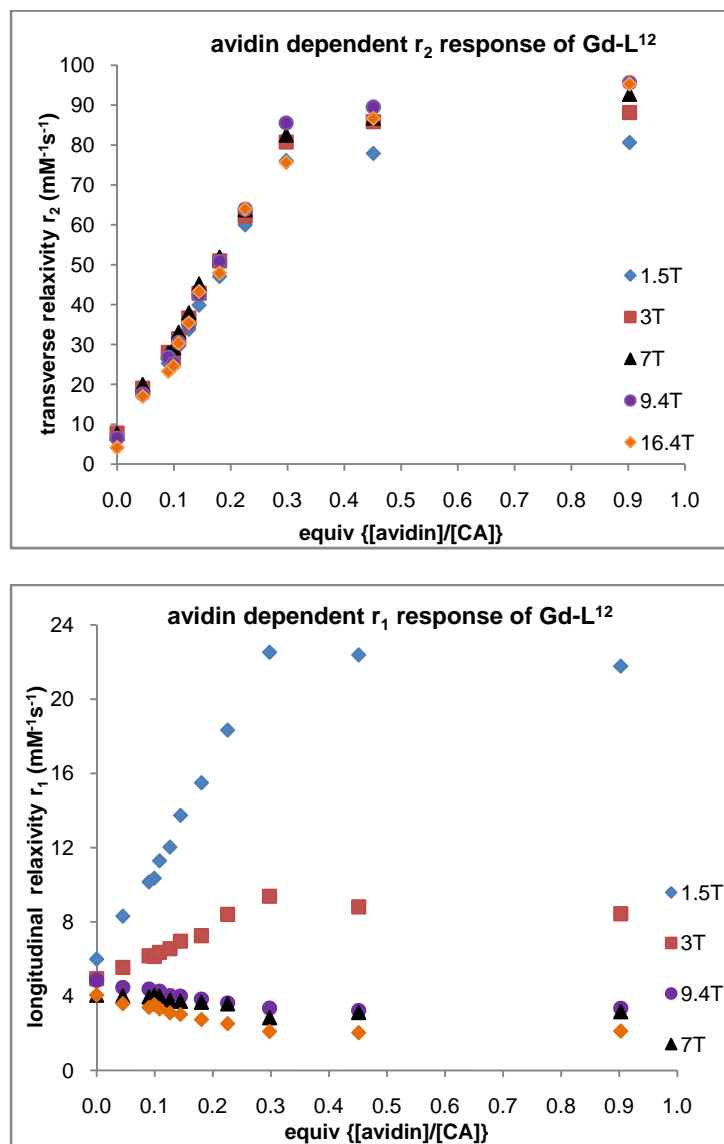 avidin dependent r₂ response of Gd-L¹²
100
90
80
70
60
50
40
30
20
10
0
transverse relaxivity r₂ (mM⁻¹s⁻¹)
1.5T
3T
7T
9.4T
16.4T
0.0 0.1 0.2 0.3 0.4 0.5 0.6 0.7 0.8 0.9 1.0
equiv {[avidin]/[CA]}
avidin dependent r₁ response of Gd-L¹²
24
20
16
12
8
4
0
longitudinal relaxivity r₁ (mM⁻¹s⁻¹)
1.5T
3T
9.4T
7T
0.0 0.1 0.2 0.3 0.4 0.5 0.6 0.7 0.8 0.9 1.0
equiv {[avidin]/[CA]}